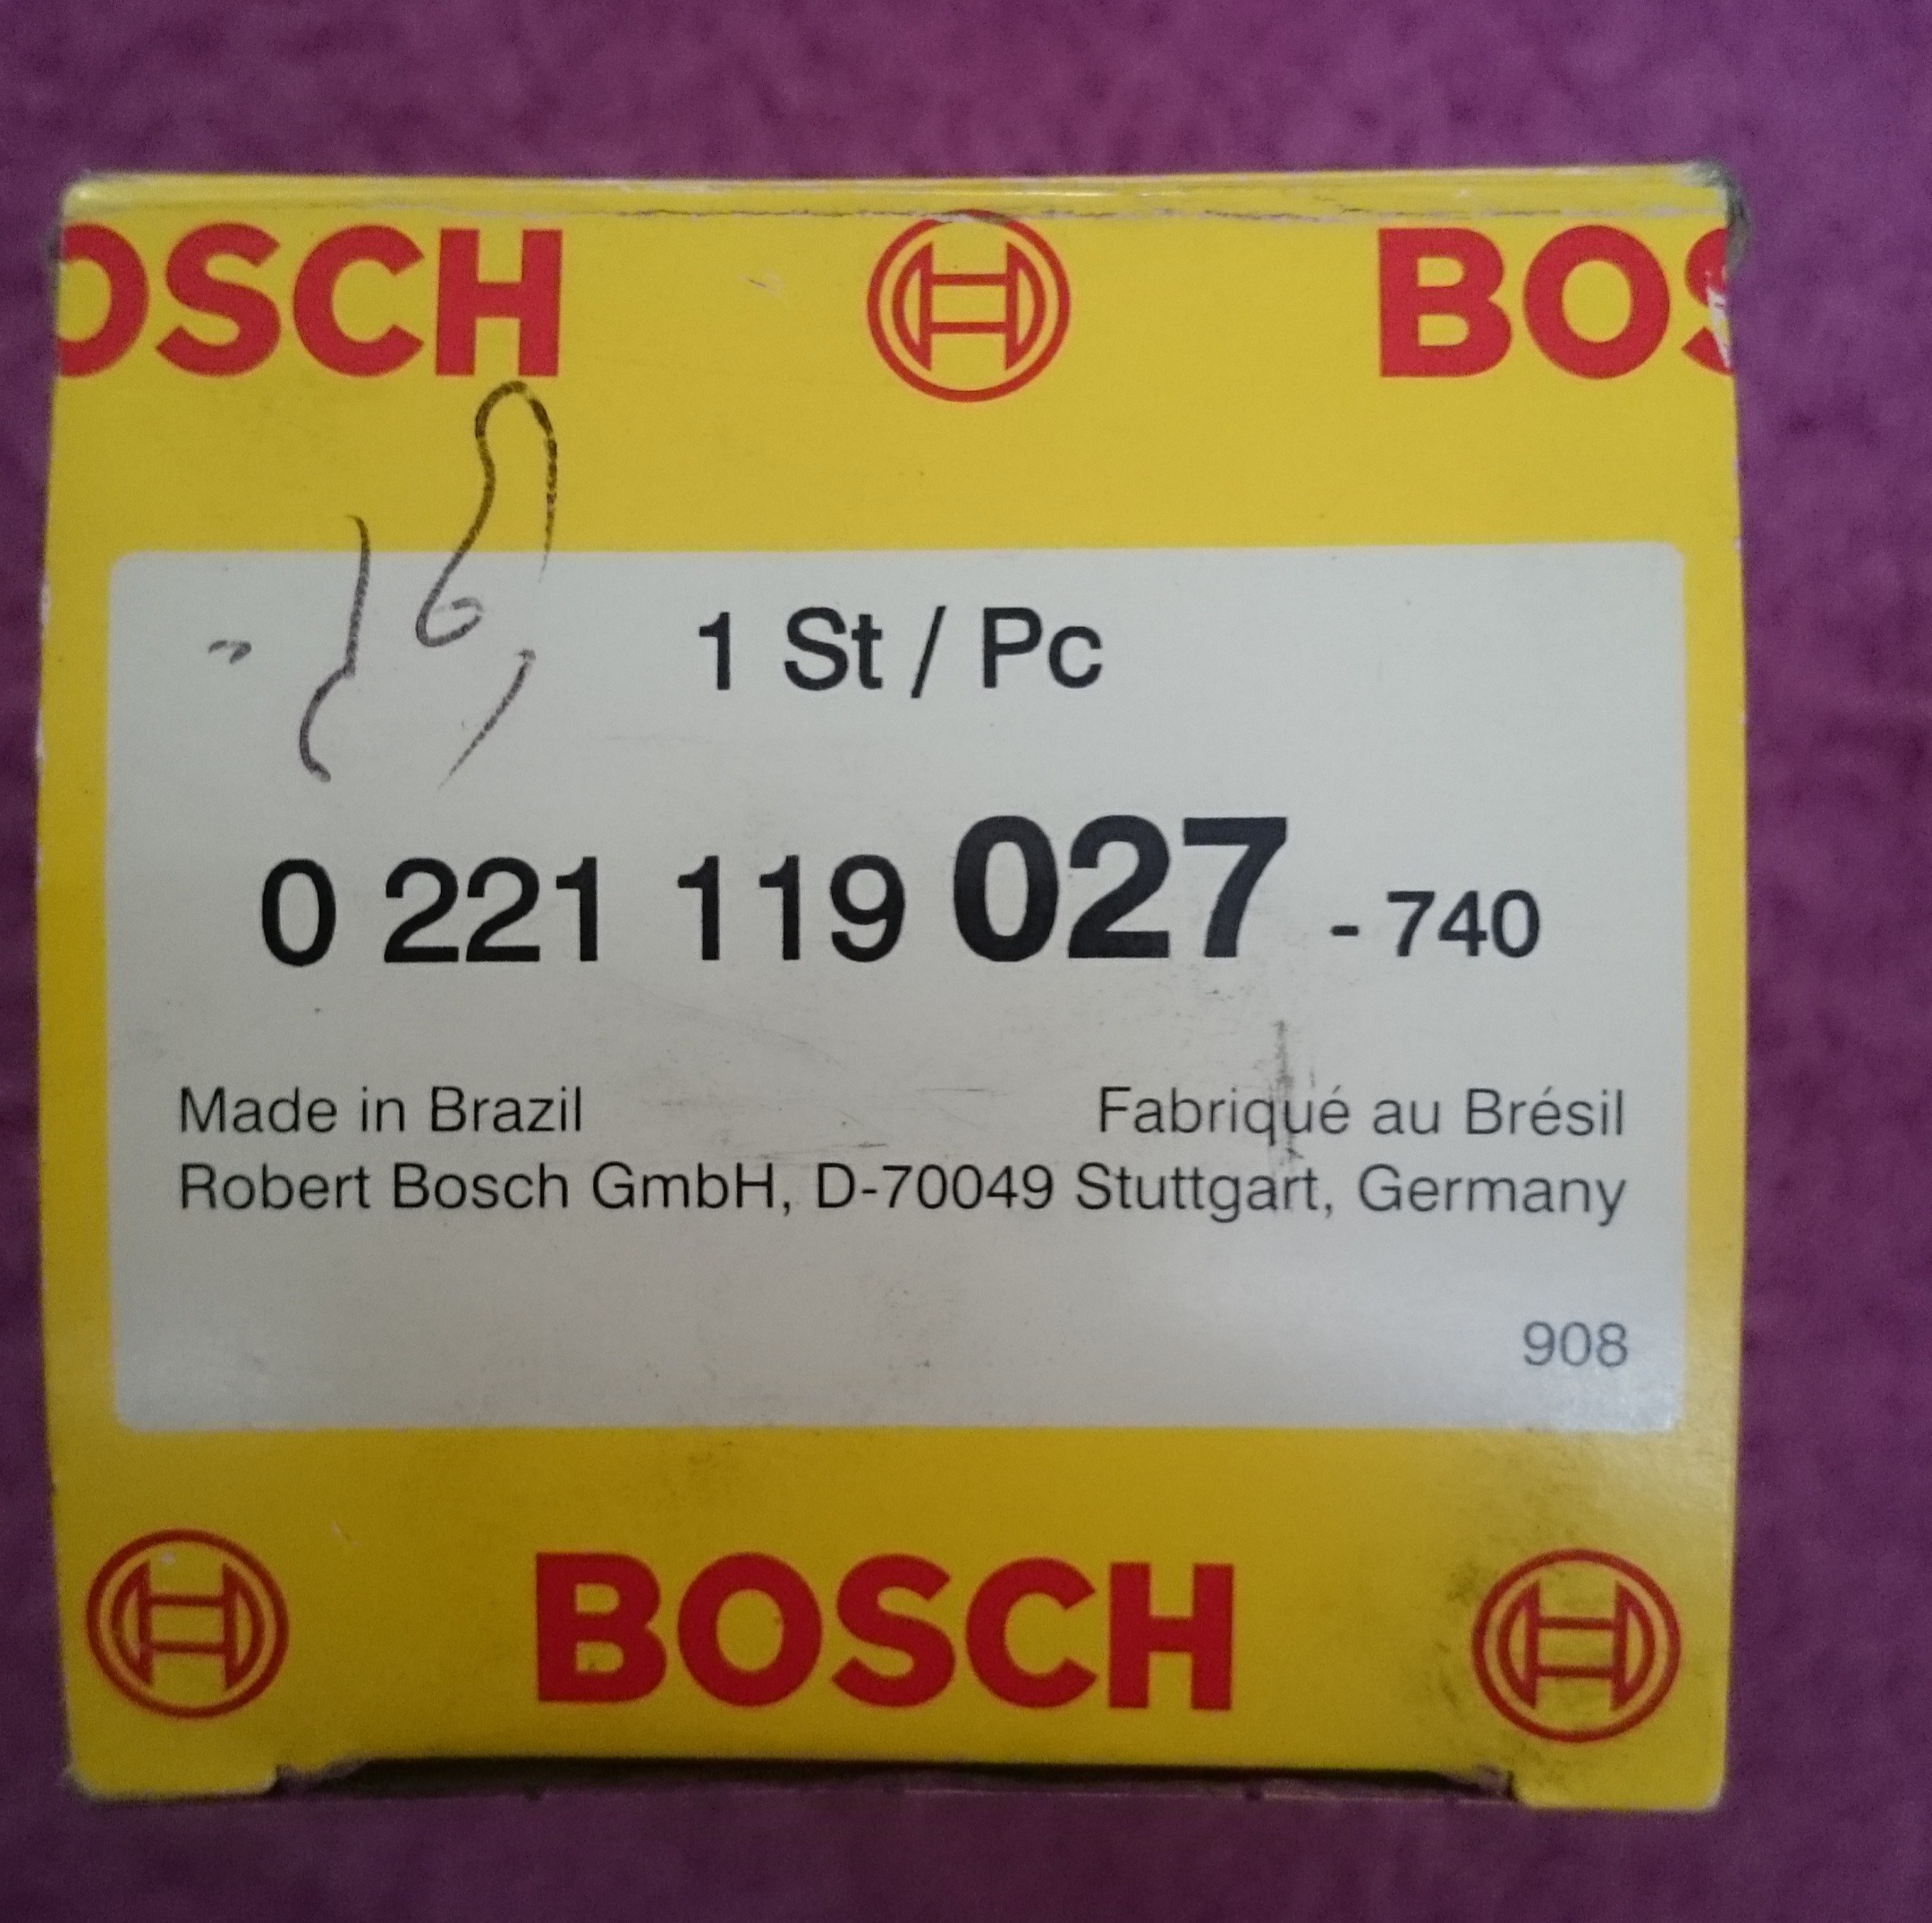 OSCH BOS
1 St / Pc
0 221 119 027 - 740
Made in Brazil Fabriqué au Brésil
Robert Bosch GmbH, D-70049 Stuttgart, Germany
908
BOSCH